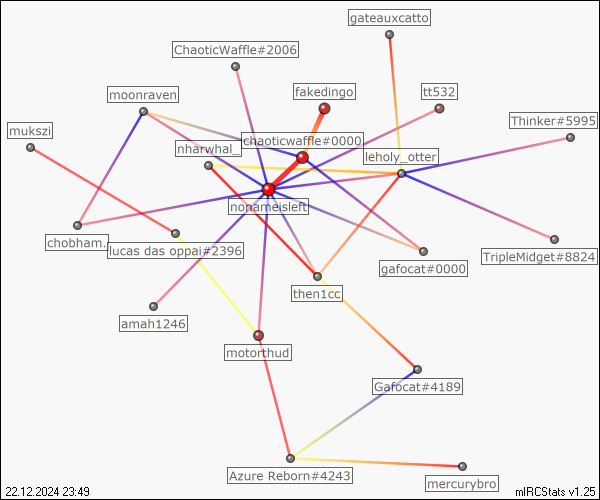 gateauxcatto
ChaoticWaffle#2006
fakedingo
tt532
moonraven
Thinker#5995
mukszi
chaoticwaffle#0000
nharwhal_
leholy_otter
nonameisleft
chobham.
lucas das oppai#2396
gafocat#0000
TripleMidget#8824
then1cc
amah1246
motorthud
Gafocat#4189
Azure Reborn#4243
mercurybro
22.12.2024 23:49
mIRCStats v1.25